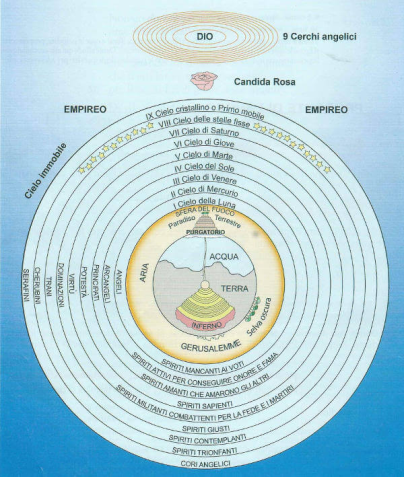 DIO
9 Cerchi angelici
Candida Rosa
EMPIREO
EMPIREO
Cielo immobile
IX Cielo cristallino o Primo mobile
VIII Cielo delle stelle fisse
VII Cielo di Saturno
VI Cielo di Giove
V Cielo di Marte
IV Cielo del Sole
III Cielo di Venere
II Cielo di Mercurio
I Cielo della Luna
SFERA DEL FUOCO
Paradiso Terrestre
PURGATORIO
ACQUA
ARIA
TERRA
INFERNO
Selva oscura
GERUSALEMME
ANGELI
ARCANGELI
PRINCIPATI
POTESTÀ
VIRTÙ
DOMINAZIONI
TRANI
CHERUBINI
SERAFINI
SPIRITI MANCANTI AI VOTI
SPIRITI ATTIVI PER CONSEGUIRE ONORE E FAMA
SPIRITI AMANTI CHE AMARONO GLI ALTRI
SPIRITI SAPIENTI
SPIRITI MILITANTI COMBATTENTI PER LA FEDE E I MARTIRI
SPIRITI GIUSTI
SPIRITI CONTEMPLANTI
SPIRITI TRIONFANTI
CORI ANGELICI